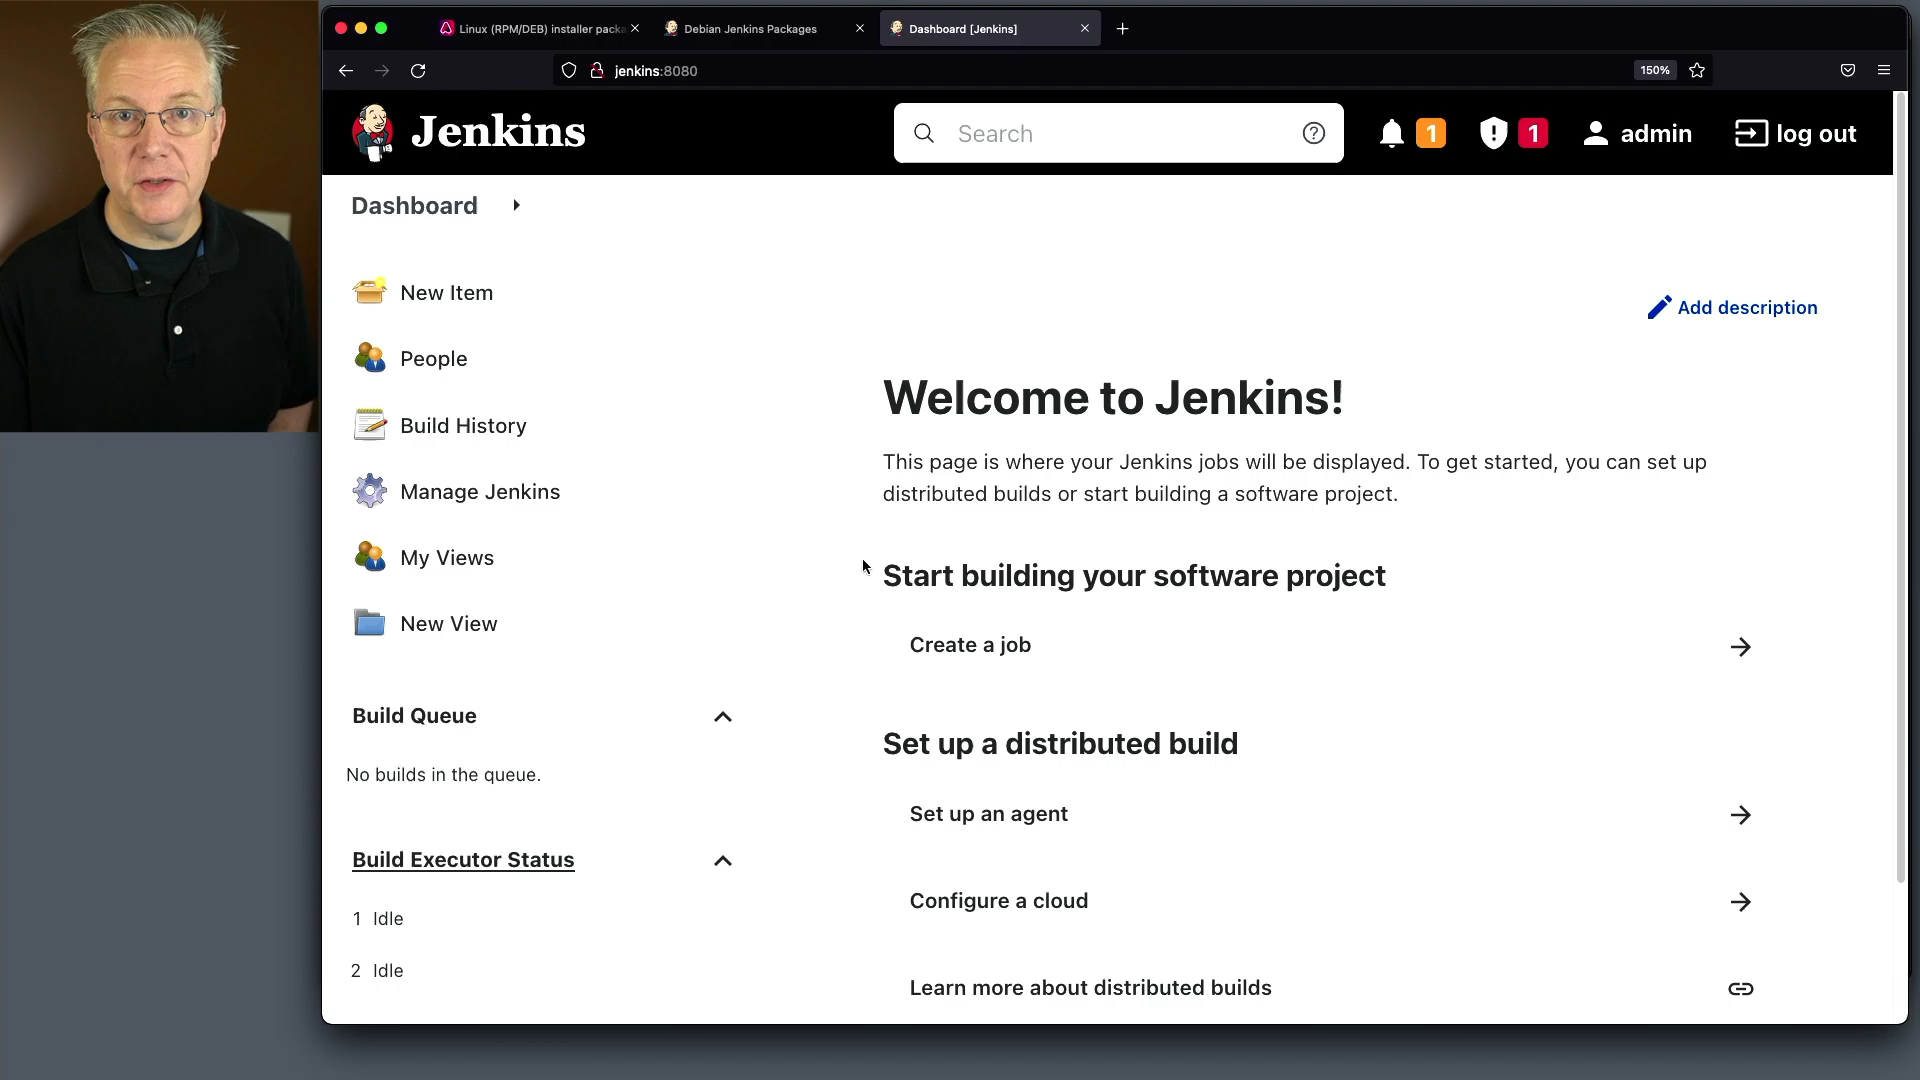 Linux (RPM/DEB) installer packa
Debian Jenkins Packages
Dashboard [Jenkins]
jenkins:8080
150%
Jenkins
Search
1
1
admin
log out
Dashboard
New Item
People
Build History
Manage Jenkins
My Views
New View
Build Queue
No builds in the queue.
Build Executor Status
1 Idle
2 Idle
Add description
Welcome to Jenkins!
This page is where your Jenkins jobs will be displayed. To get started, you can set up
distributed builds or start building a software project.
Start building your software project
Create a job
Set up a distributed build
Set up an agent
Configure a cloud
Learn more about distributed builds